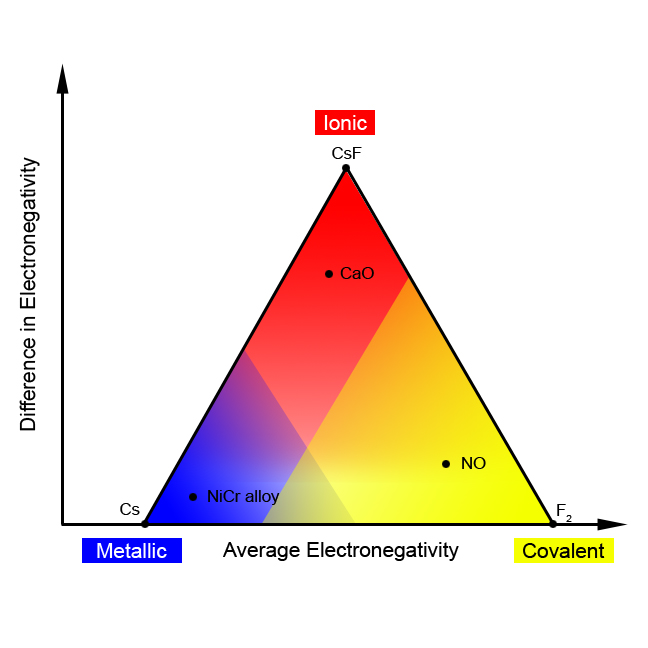 Ionic
CsF
CaO
Difference in Electronegativity
NO
NiCr alloy
Cs
F2
Metallic
Average Electronegativity
Covalent